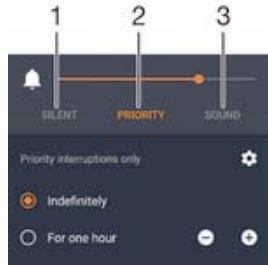 1 2 3
SILENT PRIORITY SOUND
Priority interruptions only
Indefinitely
For one hour